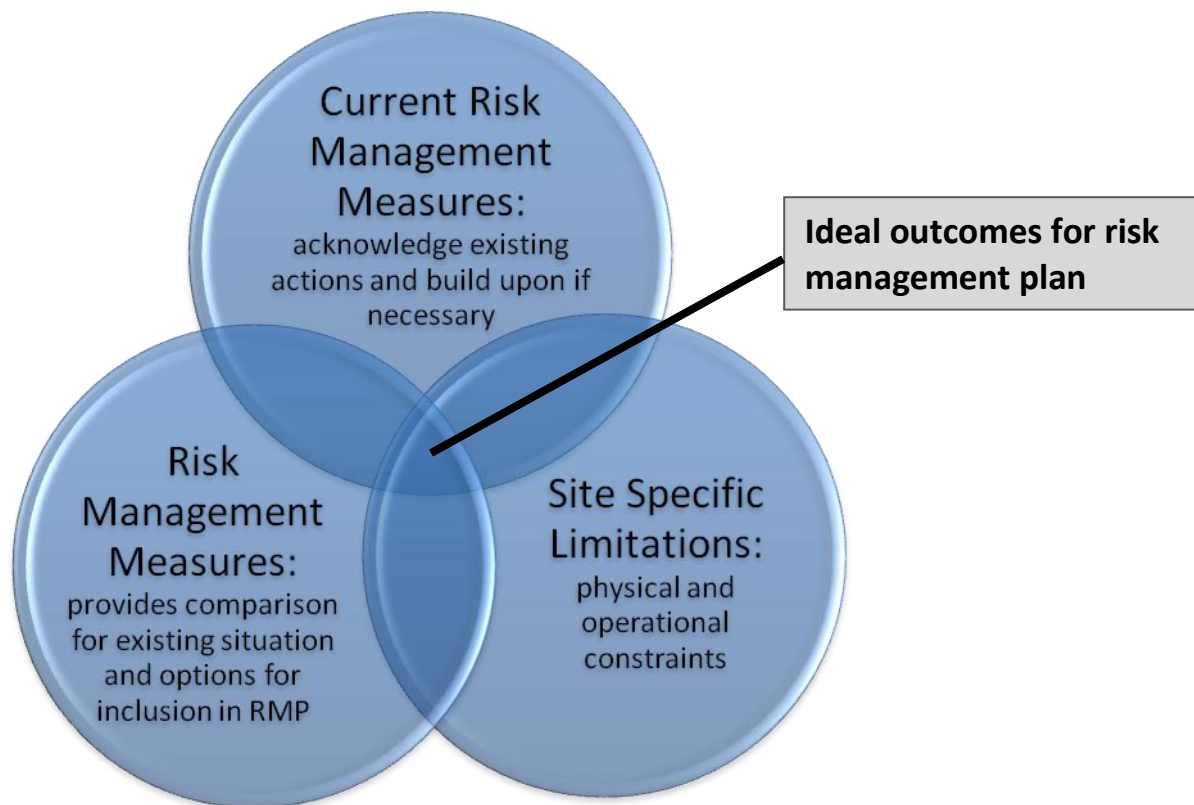 Current Risk
Management
Measures:
acknowledge existing
actions and build upon if
necessary
Ideal outcomes for risk
management plan
Risk
Management
Measures:
provides comparison
for existing situation
and options for
inclusion in RMP
Site Specific
Limitations:
physical and
operational
constraints